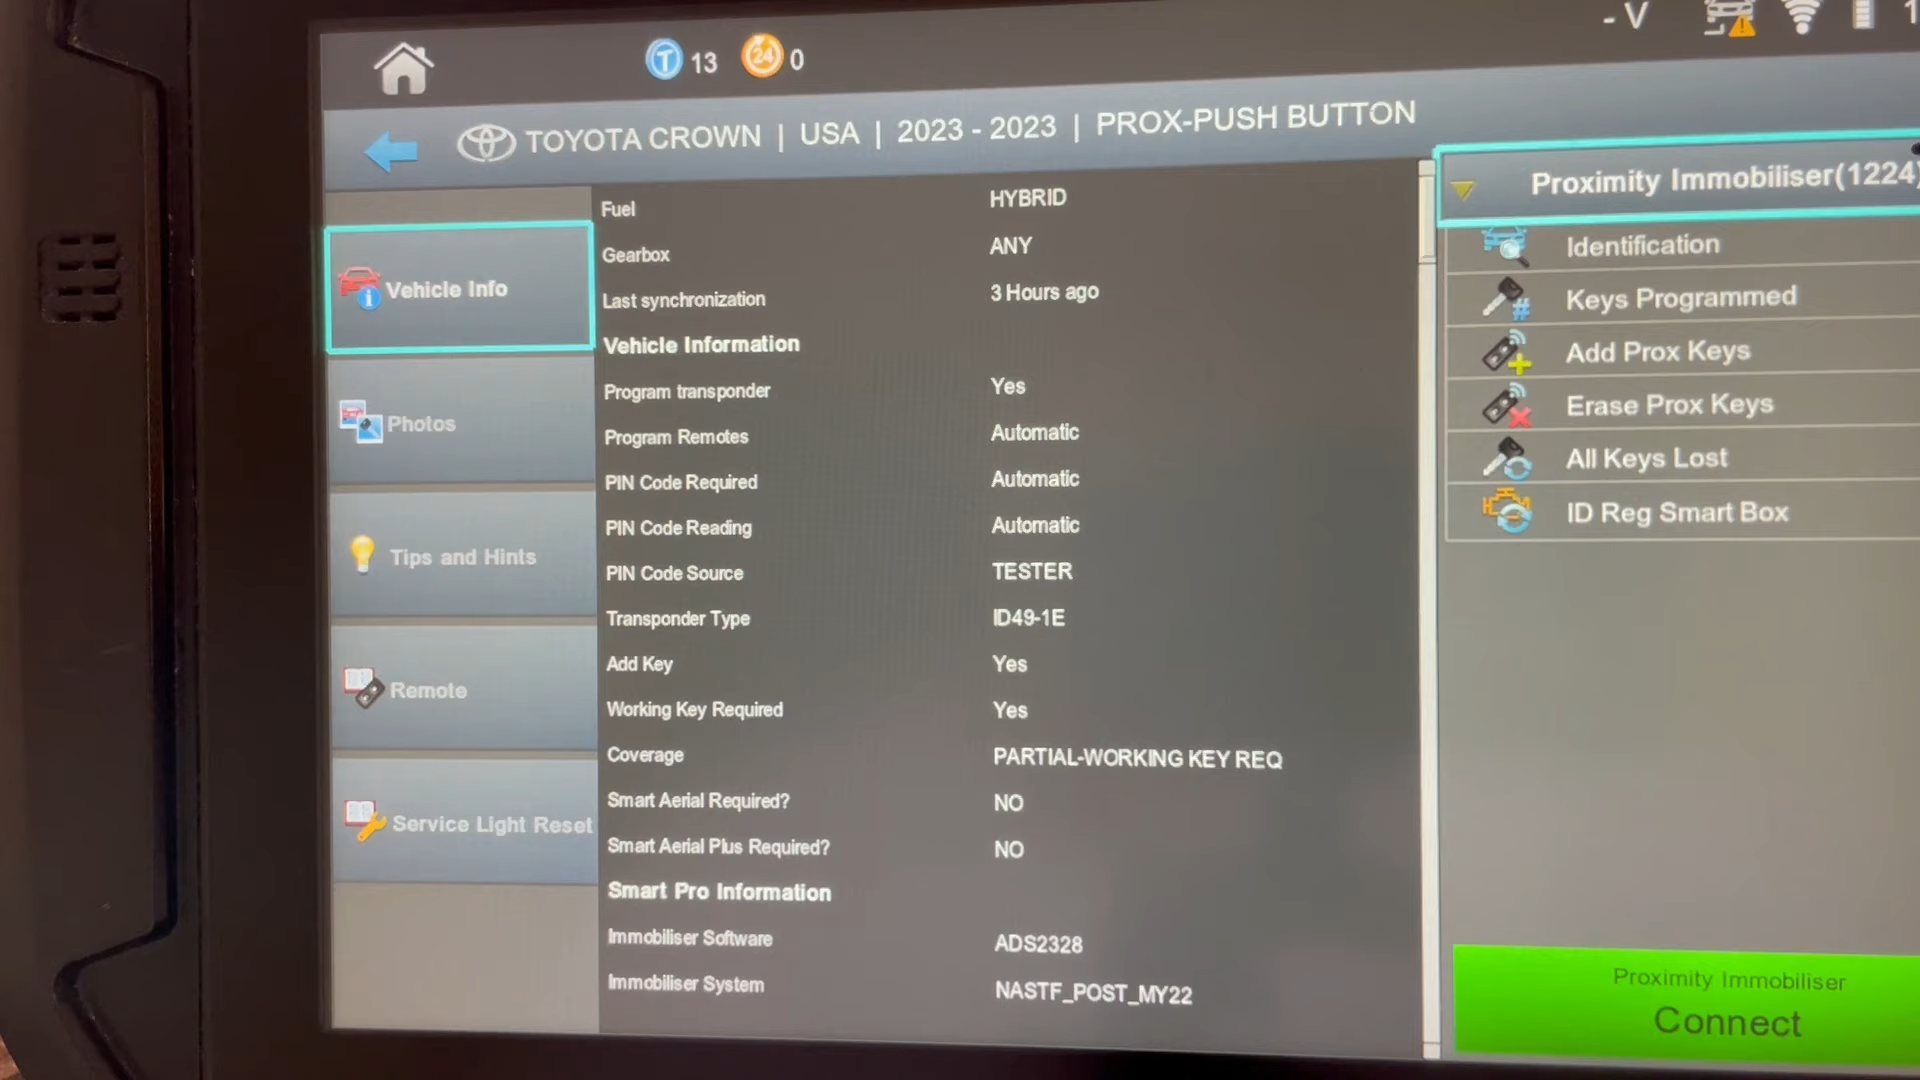 - V
13 24 0
TOYOTA CROWN | USA | 2023 - 2023 | PROX-PUSH BUTTON
Vehicle Info
Photos
Tips and Hints
Remote
Service Light Reset
Fuel HYBRID
Gearbox ANY
Last synchronization 3 Hours ago
Vehicle Information
Program transponder Yes
Program Remotes Automatic
PIN Code Required Automatic
PIN Code Reading Automatic
PIN Code Source TESTER
Transponder Type ID49-1E
Add Key Yes
Working Key Required Yes
Coverage PARTIAL-WORKING KEY REQ
Smart Aerial Required? NO
Smart Aerial Plus Required? NO
Smart Pro Information
Immobiliser Software ADS2328
Immobiliser System NASTF_POST_MY22
Proximity Immobiliser(1224)
Identification
Keys Programmed
Add Prox Keys
Erase Prox Keys
All Keys Lost
ID Reg Smart Box
Proximity Immobiliser
Connect